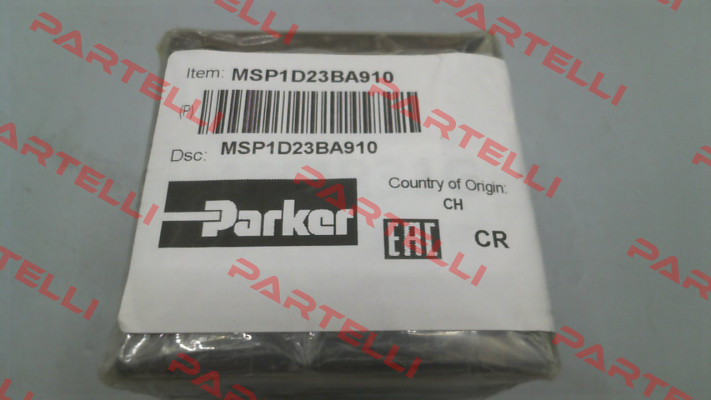 Item: MSP1D23BA910
(P)
Dsc: MSP1D23BA910
Parker
Country of Origin:
CH
EAC
CR
PARTELLI
PARTELLI
PARTELLI
PARTELLI
PARTELLI
PARTELLI
PARTELLI